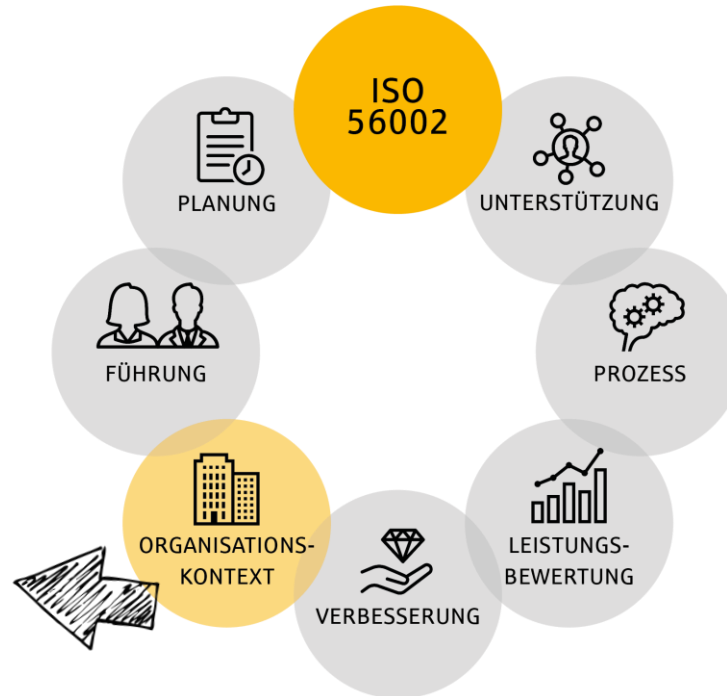 ISO
56002
PLANUNG
UNTERSTÜTZUNG
FÜHRUNG
PROZESS
ORGANISATIONS-
KONTEXT
LEISTUNGS-
BEWERTUNG
VERBESSERUNG